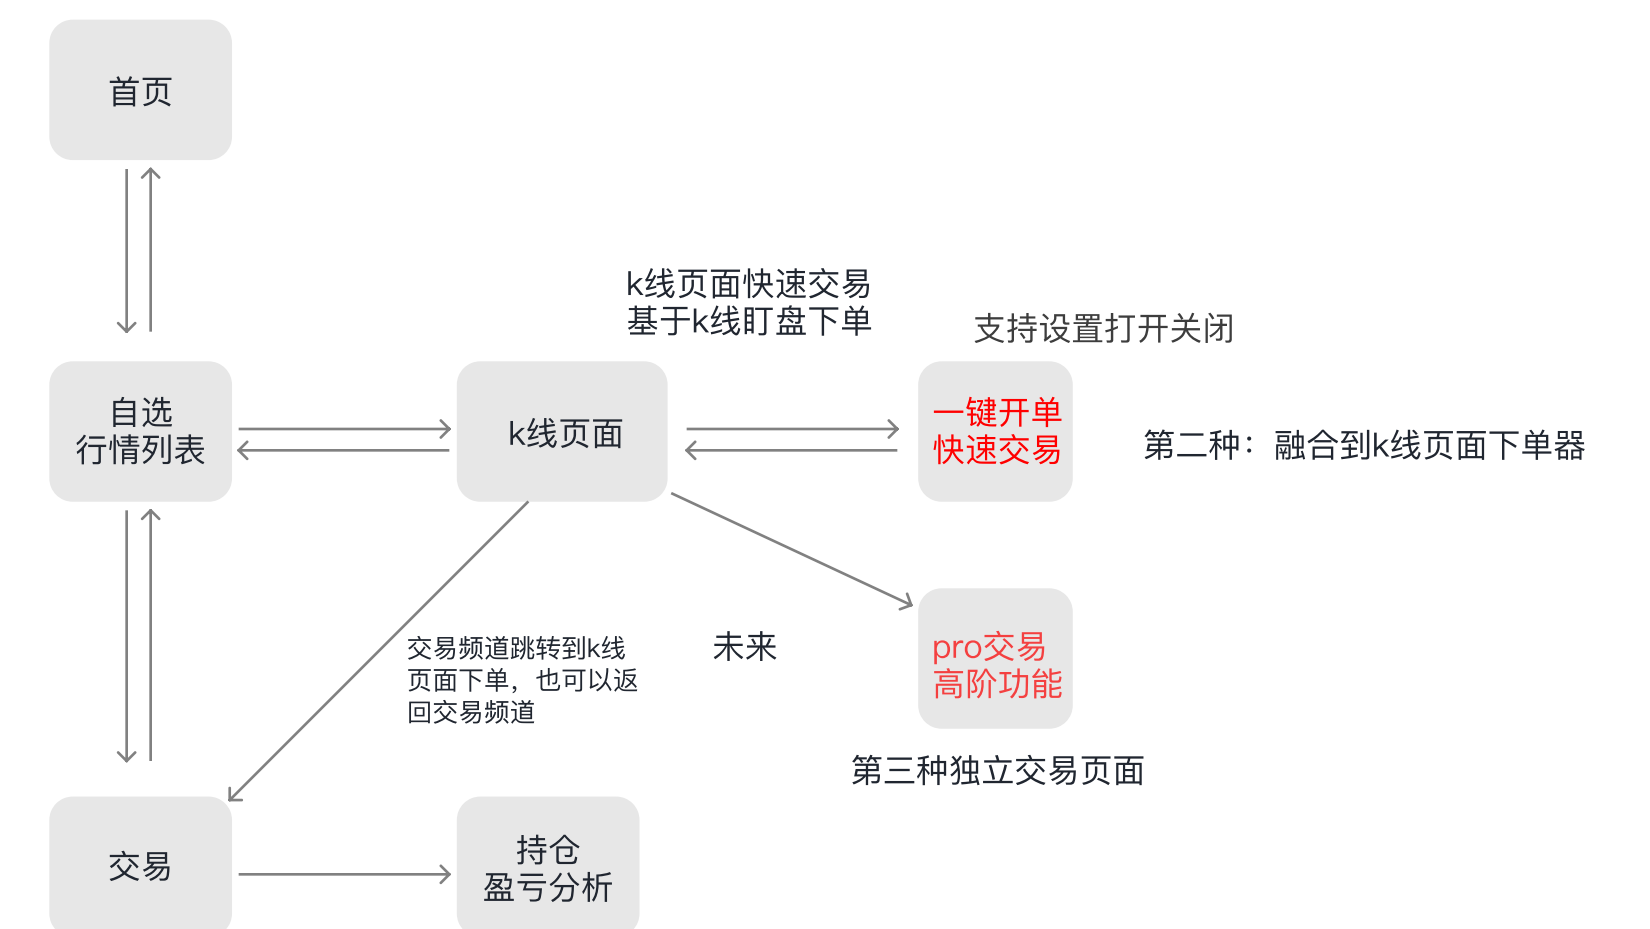 首页
k线页面快速交易
基于k线盯盘下单
支持设置打开关闭
自选
行情列表
k线页面
一键开单
快速交易
第二种：融合到k线页面下单器
交易频道跳转到k线
页面下单，也可以返
回交易频道
未来
pro交易
高阶功能
第三种独立交易页面
交易
持仓
盈亏分析